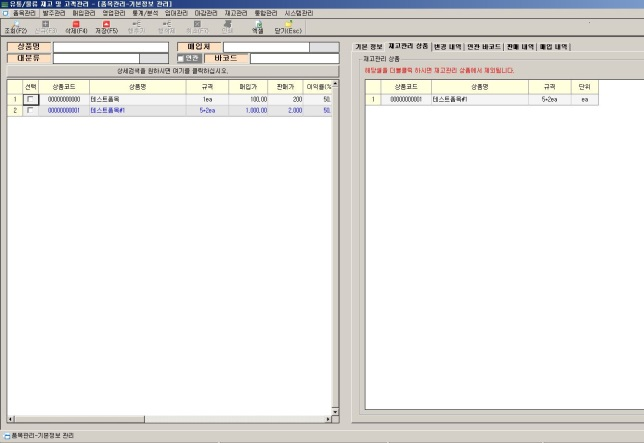 유통/물류 재고 및 고객관리 - [품목관리-기본정보 관리]
품목관리 발주관리 매입관리 영업관리 통계/분석 임대관리 마감관리 재고관리 통합관리 시스템관리
조회(F2) 신규(F3) 삭제(F4) 저장(F5) 행추가 행삭제 취소(F7) 인쇄 엑셀 닫기(Esc)
상품명 매입처
대분류 연관 바코드
상세검색을 원하시면 여기를 클릭하십시오.
선택 상품코드 상품명 규격 매입가 판매가 이익률(%
1 00000000000 테스트품목 1ea 100.00 200 50.
2 00000000001 테스트품목#1 5*2ea 1,000.00 2,000 50.
기본 정보 재고관리 상품 변경 내역 연관 바코드 판매 내역 매입 내역
재고관리 상품
해당셀을 더블클릭 하시면 재고관리 상품에서 제외됩니다.
상품코드 상품명 규격 단위
1 00000000001 테스트품목#1 5*2ea ea
품목관리-기본정보 관리